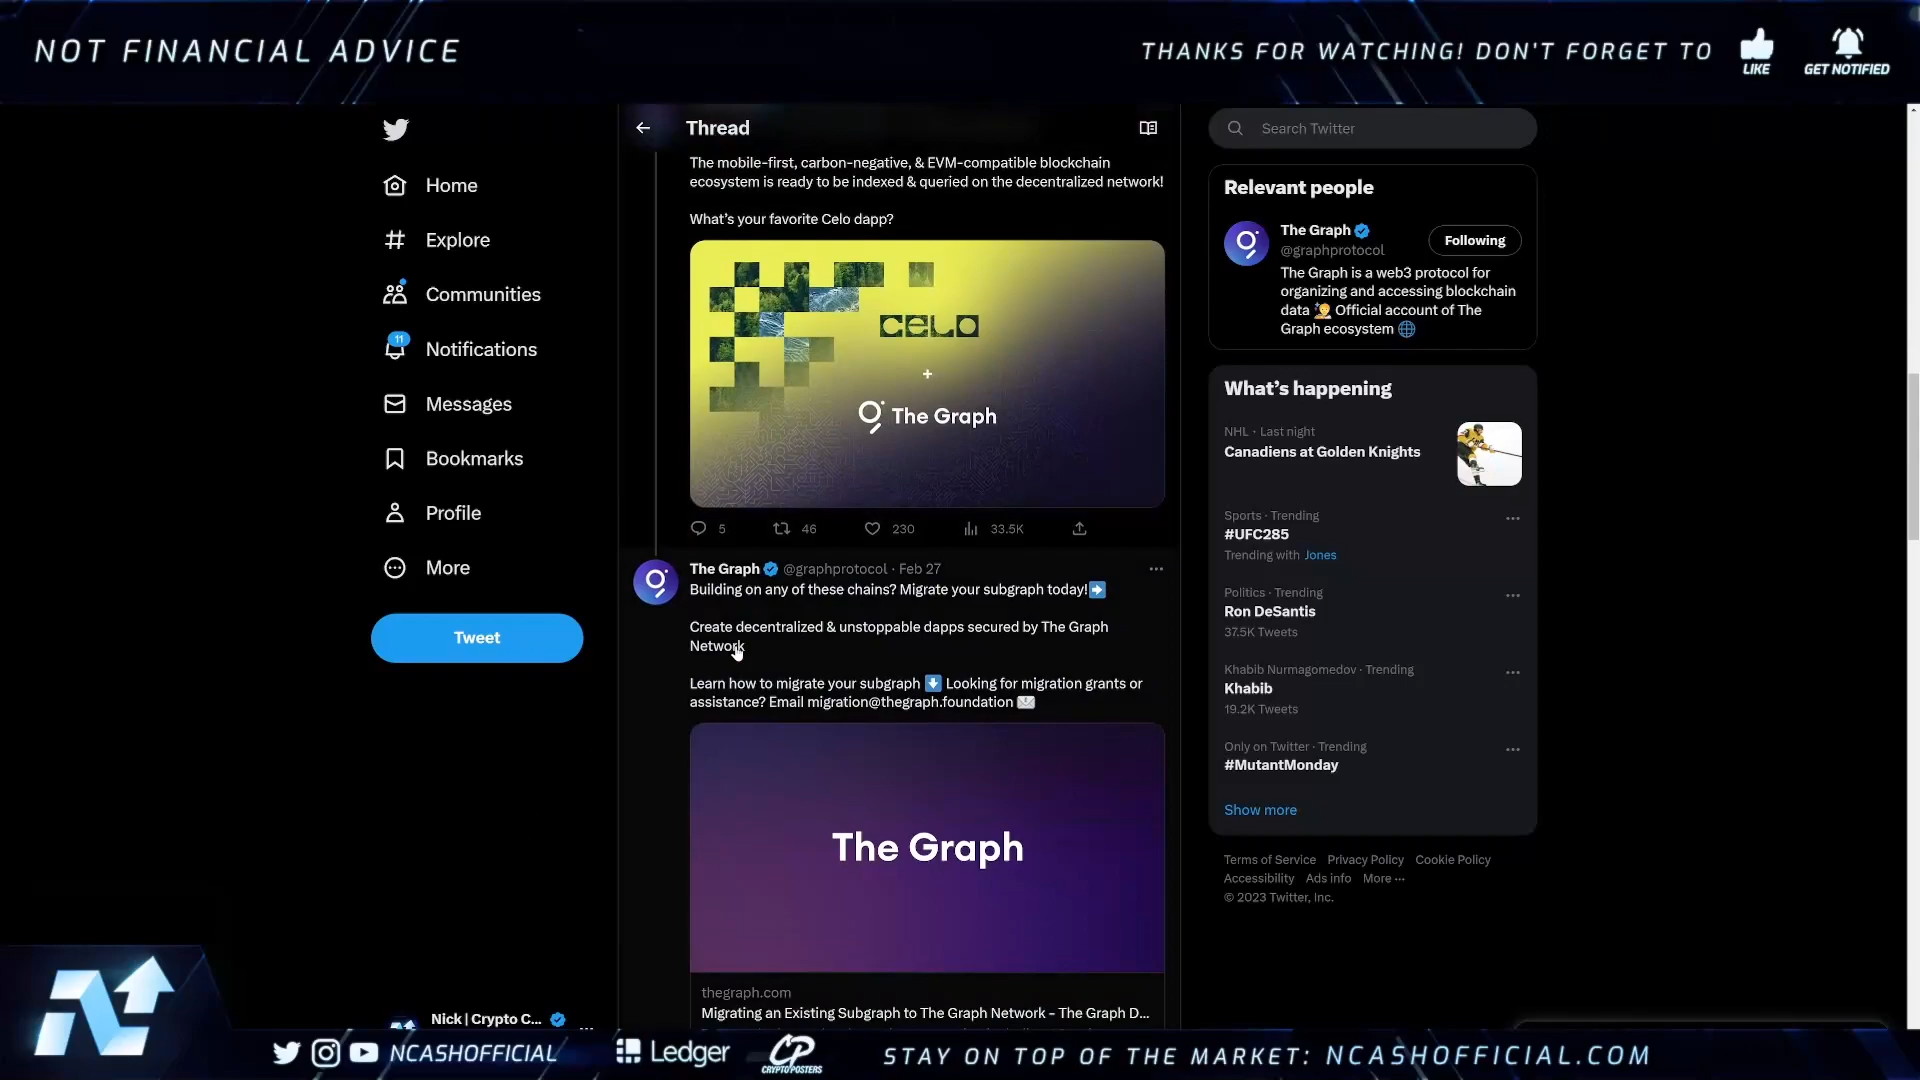 NOT FINANCIAL ADVICE
THANKS FOR WATCHING! DON'T FORGET TO
LIKE
GET NOTIFIED
Home
Explore
Communities
11
Notifications
Messages
Bookmarks
Profile
More
Tweet
Nick | Crypto C...
Thread
The mobile-first, carbon-negative, & EVM-compatible blockchain
ecosystem is ready to be indexed & queried on the decentralized network!
What's your favorite Celo dapp?
CELO
+
The Graph
5
46
230
33.5K
The Graph @graphprotocol · Feb 27
Building on any of these chains? Migrate your subgraph today!➡️
Create decentralized & unstoppable dapps secured by The Graph
Network
Learn how to migrate your subgraph ⬇️ Looking for migration grants or
assistance? Email migration@thegraph.foundation ✉️
The Graph
thegraph.com
Migrating an Existing Subgraph to The Graph Network - The Graph D...
Search Twitter
Relevant people
The Graph
@graphprotocol
Following
The Graph is a web3 protocol for
organizing and accessing blockchain
data 🧑‍🚀 Official account of The
Graph ecosystem 🌐
What's happening
NHL · Last night
Canadiens at Golden Knights
Sports · Trending
#UFC285
Trending with Jones
Politics · Trending
Ron DeSantis
37.5K Tweets
Khabib Nurmagomedov · Trending
Khabib
19.2K Tweets
Only on Twitter · Trending
#MutantMonday
Show more
Terms of Service Privacy Policy Cookie Policy
Accessibility Ads info More ···
© 2023 Twitter, Inc.
NCASHOFFICIAL
Ledger
CP
CRYPTOPOSTERS
STAY ON TOP OF THE MARKET: NCASHOFFICIAL.COM